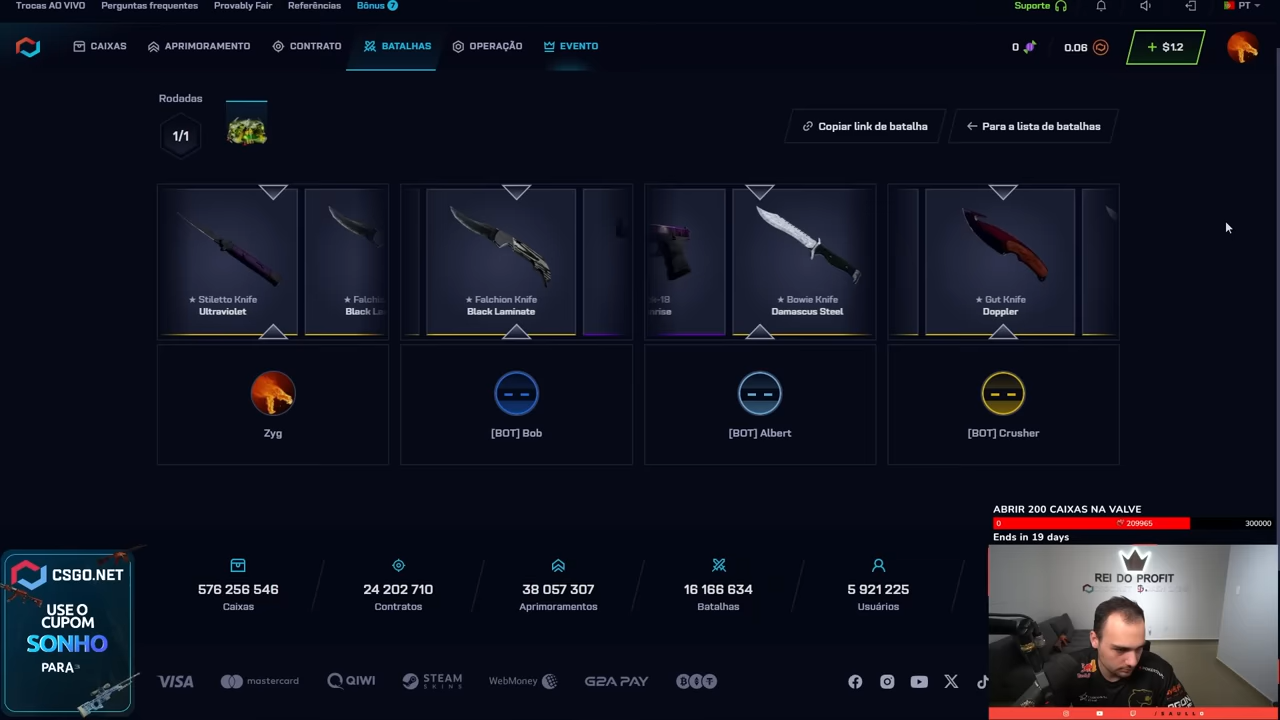 Trocas AO VIVO Perguntas frequentes Provably Fair Referências Bônus 7 Suporte PT
CAIXAS APRIMORAMENTO CONTRATO BATALHAS OPERAÇÃO EVENTO 0 0.06 + $1.2
Rodadas
1/1
Copiar link de batalha Para a lista de batalhas
★ Stiletto Knife
Ultraviolet
★ Falchion Knife
Black Laminate
★ Bowie Knife
Damascus Steel
★ Gut Knife
Doppler
Zyg
[BOT] Bob
[BOT] Albert
[BOT] Crusher
ABRIR 200 CAIXAS NA VALVE
0 209965 300000
Ends in 19 days
576 256 546
Caixas
24 202 710
Contratos
38 057 307
Aprimoramentos
16 166 634
Batalhas
5 921 225
Usuários
CSGO.NET
USE O
CUPOM
SONHO
PARA
REI DO PROFIT
VISA mastercard QIWI STEAM SKINS WebMoney G2A PAY